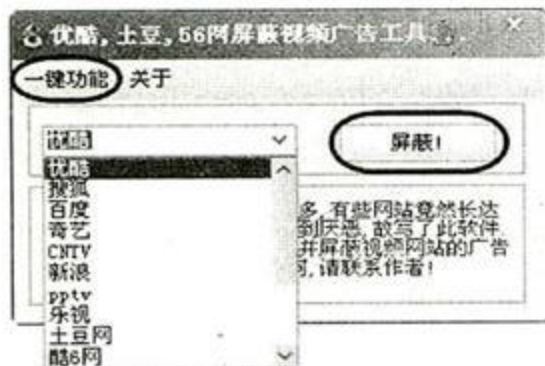 优酷,土豆,56网屏蔽视频广告工具
一键功能 关于
优酷
屏蔽!
优酷
搜狐
百度
奇艺
CNTV
新浪
pptv
乐视
土豆网
酷6网
多,有些网站竟然长达
到厌恶,故写了此软件.
并屏蔽视频网站的广告
,请联系作者!